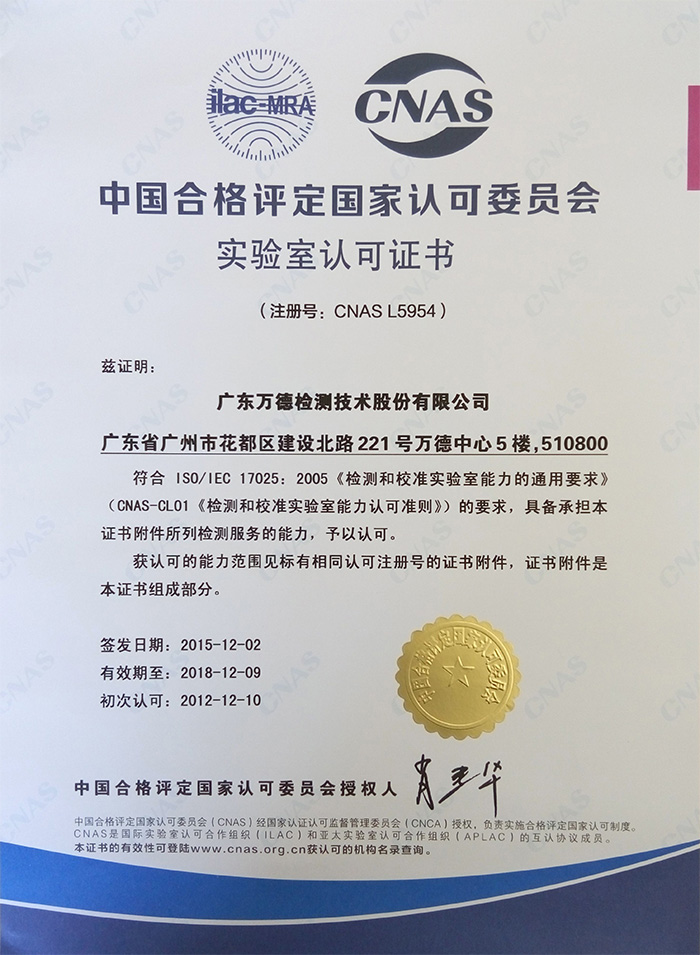 ilac-MRA
CNAS
中国合格评定国家认可委员会
实验室认可证书
（注册号：CNAS L5954）
兹证明：
广东万德检测技术股份有限公司
广东省广州市花都区建设北路221号万德中心5楼,510800
符合 ISO/IEC 17025：2005《检测和校准实验室能力的通用要求》
（CNAS-CL01《检测和校准实验室能力认可准则》）的要求，具备承担本
证书附件所列检测服务的能力，予以认可。
获认可的能力范围见标有相同认可注册号的证书附件，证书附件是
本证书组成部分。
签发日期：2015-12-02
有效期至：2018-12-09
初次认可：2012-12-10
中国合格评定国家认可委员会
中国合格评定国家认可委员会授权人
中国合格评定国家认可委员会（CNAS）经国家认证认可监督管理委员会（CNCA）授权，负责实施合格评定国家认可制度。
CNAS是国际实验室认可合作组织（ILAC）和亚太实验室认可合作组织（APLAC）的互认协议成员。
本证书的有效性可登陆www.cnas.org.cn获认可的机构名录查询。